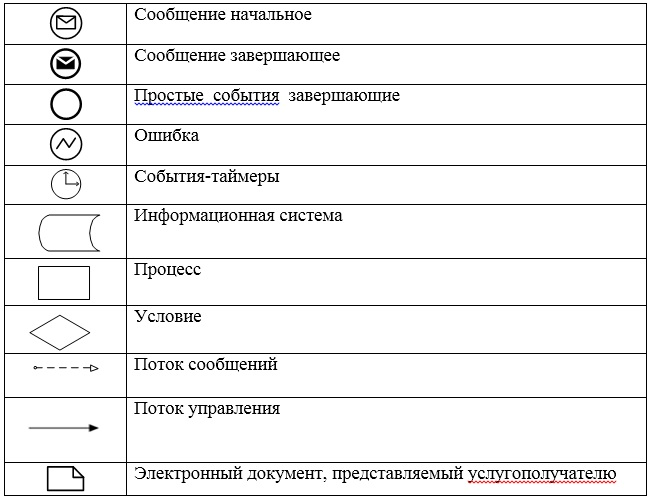 Сообщение начальное
Сообщение завершающее
Простые события завершающие
Ошибка
События-таймеры
Информационная система
Процесс
Условие
Поток сообщений
Поток управления
Электронный документ, представляемый услугополучателю